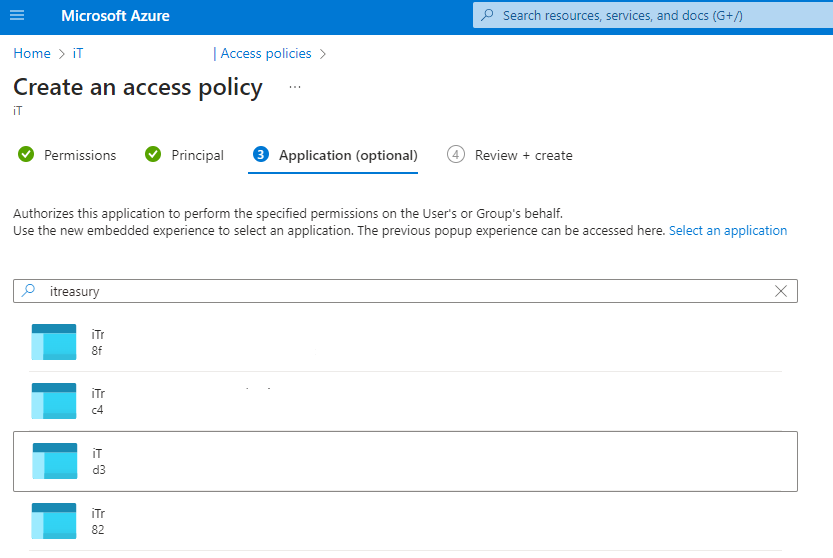 Microsoft Azure
Search resources, services, and docs (G+/)
Home > iT | Access policies >
Create an access policy ...
iT
Permissions
Principal
3 Application (optional)
4 Review + create
Authorizes this application to perform the specified permissions on the User's or Group's behalf.
Use the new embedded experience to select an application. The previous popup experience can be accessed here. Select an application
itreasury
iTr
8f
iTr
c4
iT
d3
iTr
82